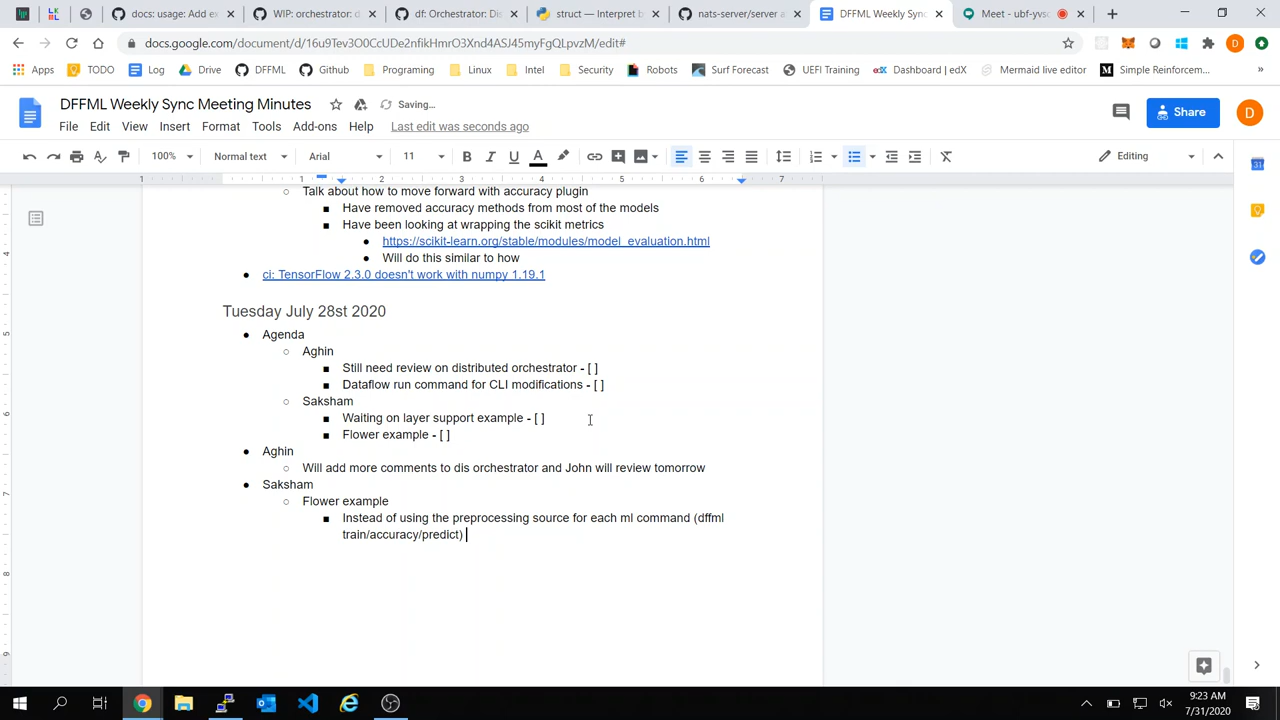 docs: usage: Add ex
WIP: orchestrator: d
df: Orchestrator: Dis
struct — Interpret b
nats-server/server a
DFFML Weekly Sync
Meet - ubf-yvsc
docs.google.com/document/d/16u9Tev3O0CcUDe2nfikHmrO3Xnd4ASJ45myFgQLpvzM/edit#
Apps
TODO
Log
Drive
DFFML
Github
Programing
Linux
Intel
Security
Robots
Surf Forecast
UEFI Training
Dashboard | edX
Mermaid live editor
Simple Reinforcem...
DFFML Weekly Sync Meeting Minutes
Saving...
Share
D
File Edit View Insert Format Tools Add-ons Help Last edit was seconds ago
100% Normal text Arial 11 Editing
Talk about how to move forward with accuracy plugin
Have removed accuracy methods from most of the models
Have been looking at wrapping the scikit metrics
https://scikit-learn.org/stable/modules/model_evaluation.html
Will do this similar to how
ci: TensorFlow 2.3.0 doesn't work with numpy 1.19.1
Tuesday July 28st 2020
Agenda
Aghin
Still need review on distributed orchestrator - [ ]
Dataflow run command for CLI modifications - [ ]
Saksham
Waiting on layer support example - [ ]
Flower example - [ ]
Aghin
Will add more comments to dis orchestrator and John will review tomorrow
Saksham
Flower example
Instead of using the preprocessing source for each ml command (dffml
train/accuracy/predict)
9:23 AM
7/31/2020